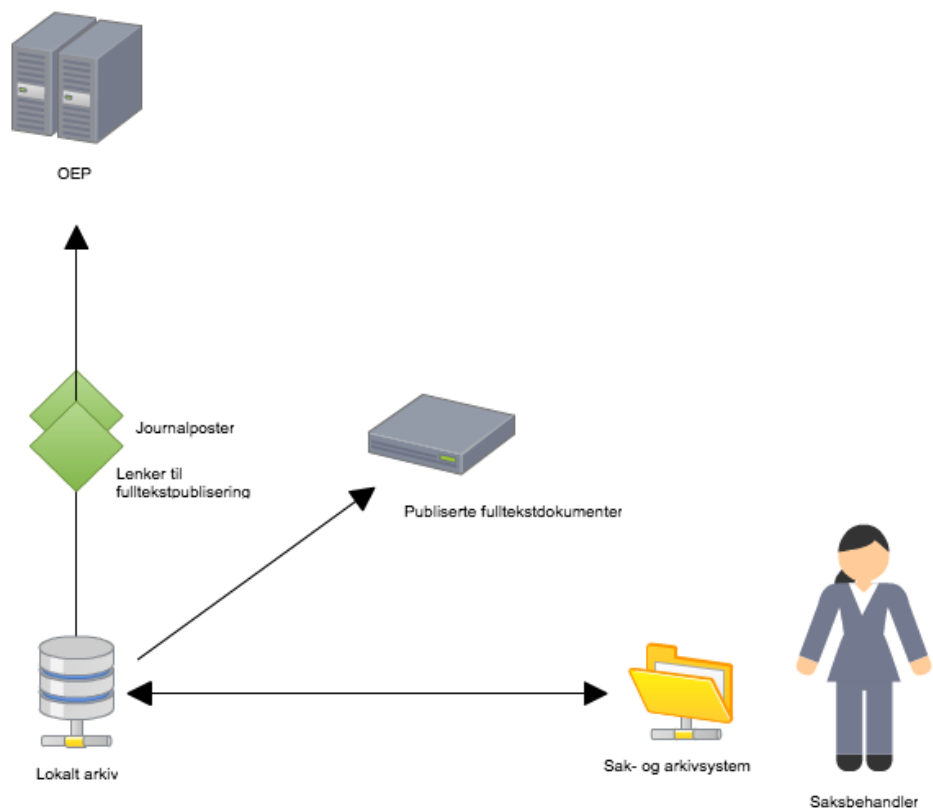 OEP
Journalposter
Lenker til
fulltekstpublisering
Publiserte fulltekstdokumenter
Lokalt arkiv
Sak- og arkivsystem
Saksbehandler